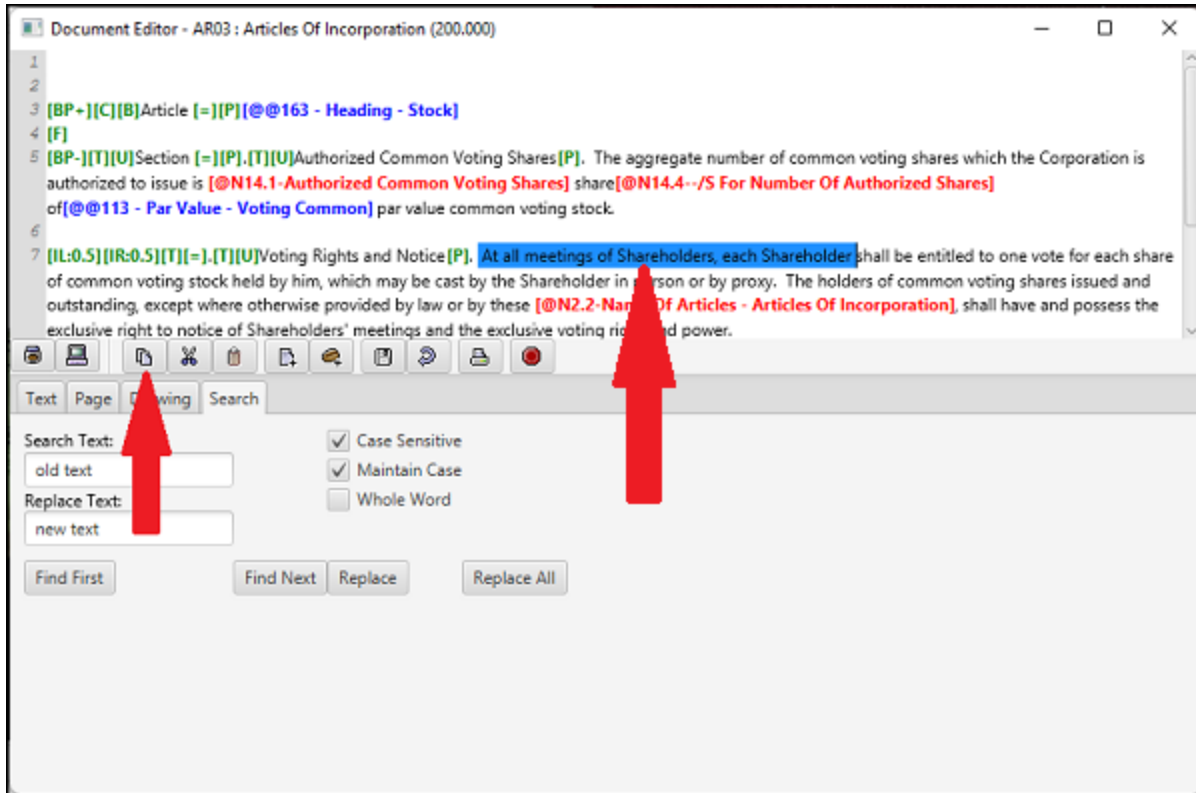 Document Editor - AR03 : Articles Of Incorporation (200.000)
1
2
3 [BP+][C][B]Article [=][P][@@163 - Heading - Stock]
4 [F]
5 [BP-][T][U]Section [=][P].[T][U]Authorized Common Voting Shares[P].  The aggregate number of common voting shares which the Corporation is
authorized to issue is [@N14.1-Authorized Common Voting Shares] share[@N14.4--/S For Number Of Authorized Shares]
of[@@113 - Par Value - Voting Common] par value common voting stock.
6
7 [IL:0.5][IR:0.5][T][=].[T][U]Voting Rights and Notice[P].  At all meetings of Shareholders, each Shareholder shall be entitled to one vote for each share
of common voting stock held by him, which may be cast by the Shareholder in person or by proxy.  The holders of common voting shares issued and
outstanding, except where otherwise provided by law or by these [@N2.2-Name Of Articles - Articles Of Incorporation], shall have and possess the
exclusive right to notice of Shareholders' meetings and the exclusive voting rights and power.
Text Page Drawing Search
Search Text:
Case Sensitive
old text
Maintain Case
Replace Text:
Whole Word
new text
Find First Find Next Replace Replace All